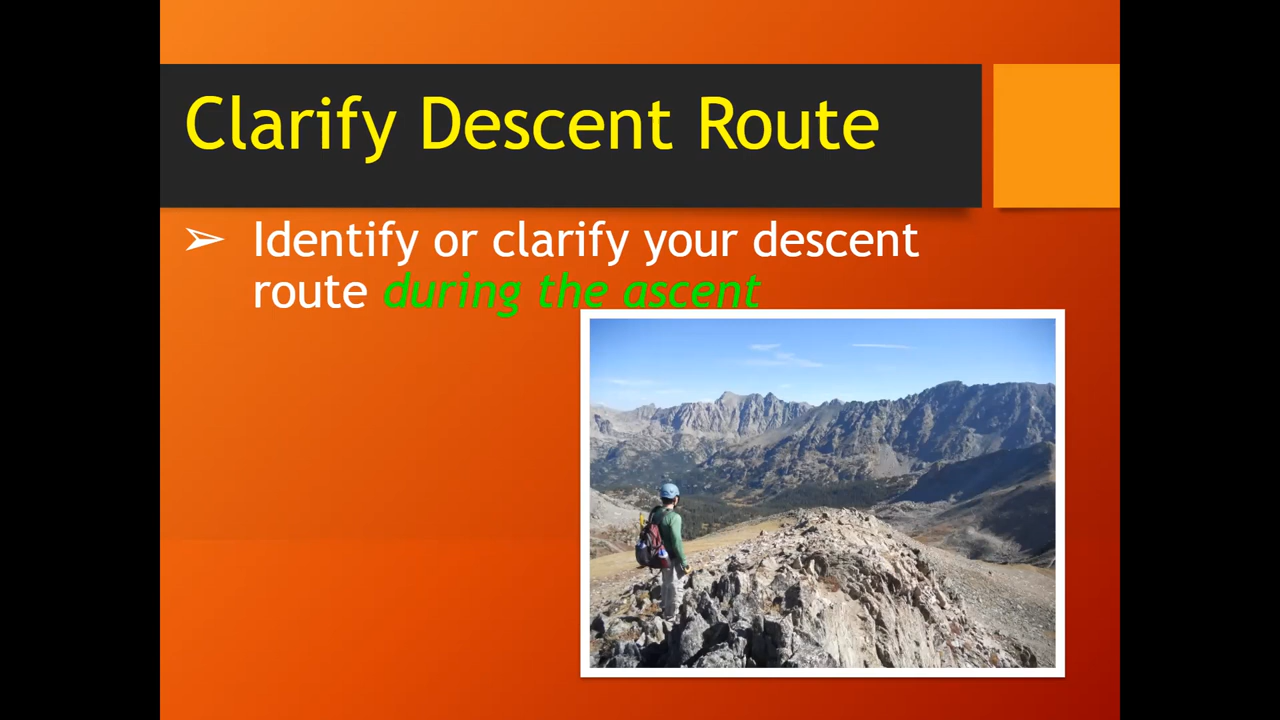 Clarify Descent Route
➢ Identify or clarify your descent
route during the ascent